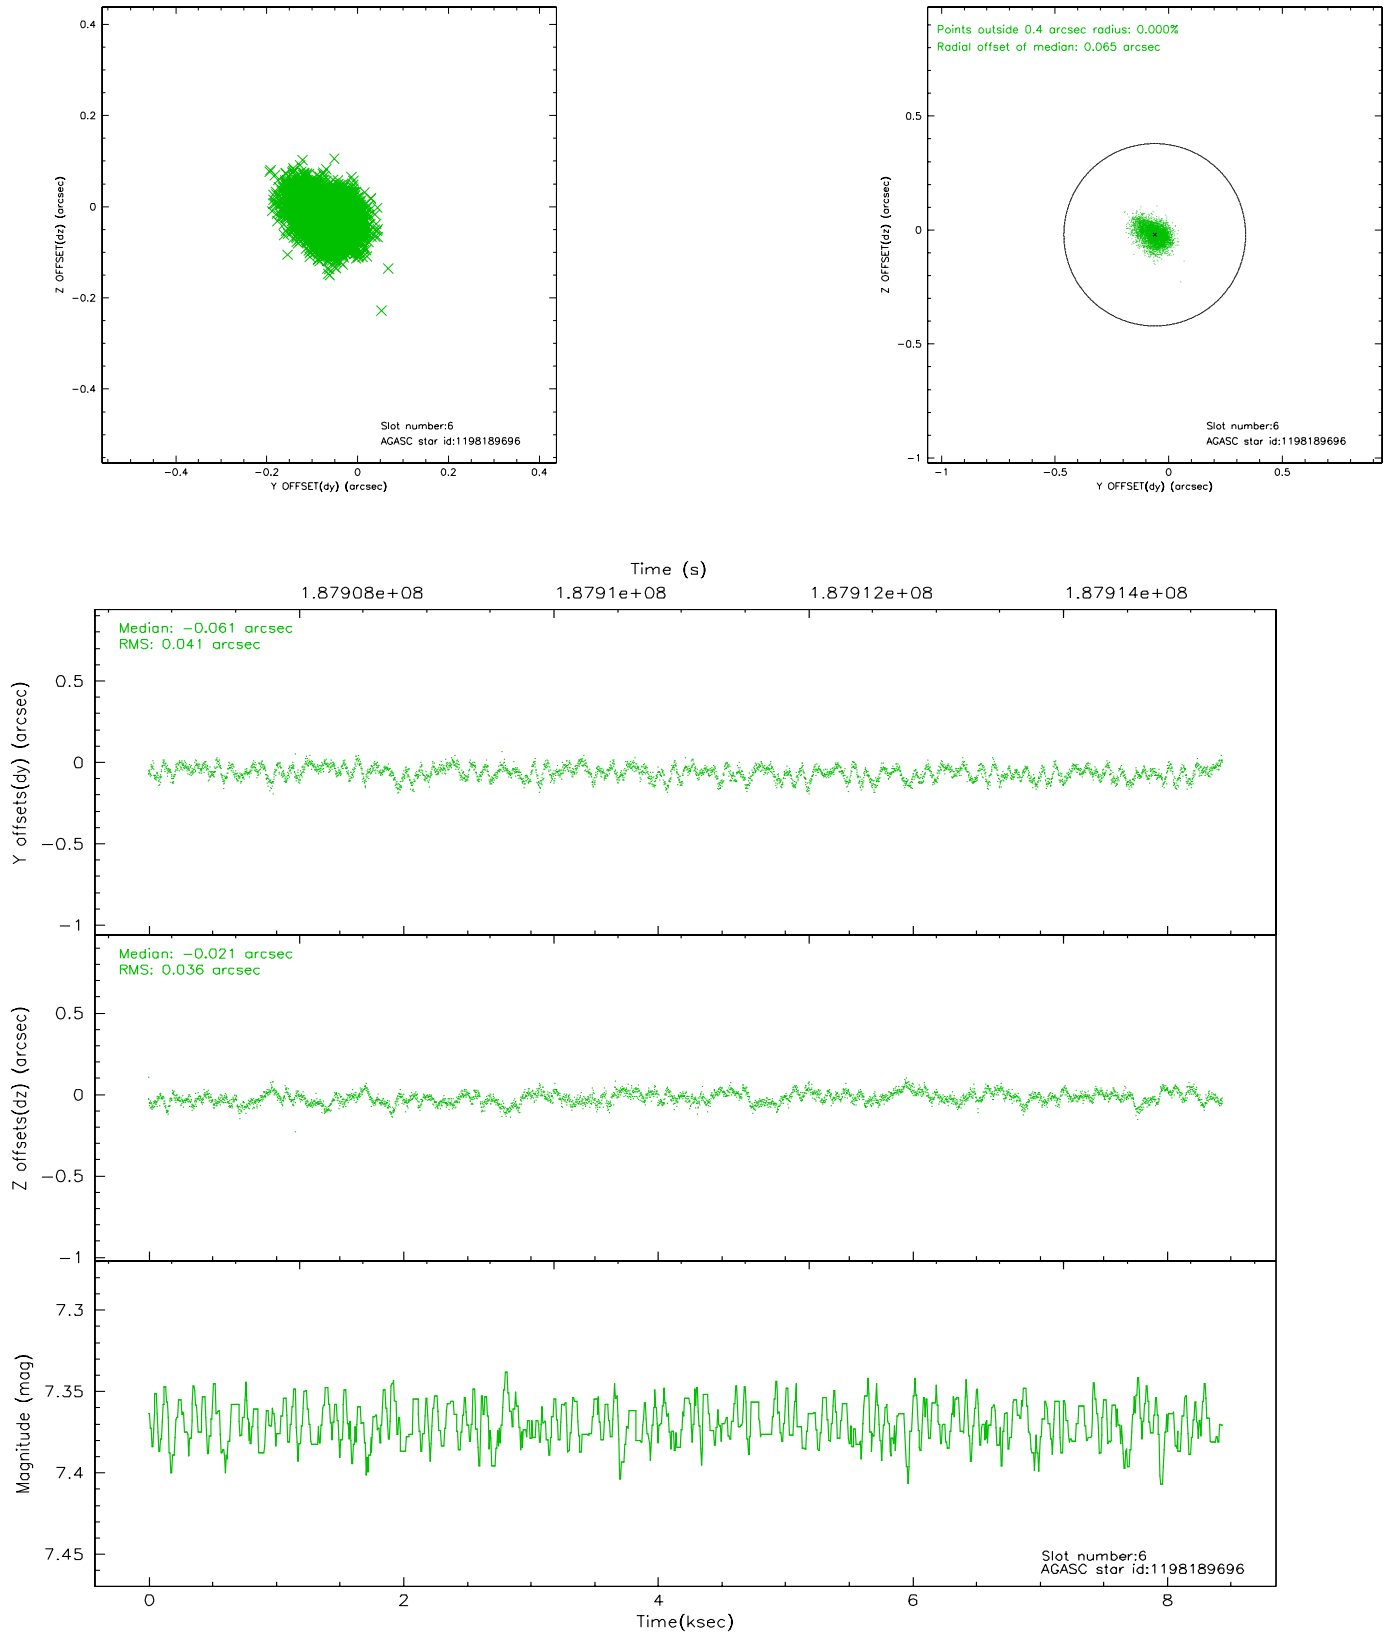 0.4
0.2
0
−0.2
−0.4
Z OFFSET(dz) (arcsec)
Slot number:6
AGASC star id:1198189696
−0.4 −0.2 0 0.2 0.4
Y OFFSET(dy) (arcsec)
Points outside 0.4 arcsec radius: 0.000%
Radial offset of median: 0.065 arcsec
0.5
0
−0.5
−1
Z OFFSET(dz) (arcsec)
Slot number:6
AGASC star id:1198189696
−1 −0.5 0 0.5
Y OFFSET(dy) (arcsec)
Time (s)
1.87908e+08 1.8791e+08 1.87912e+08 1.87914e+08
Median: −0.061 arcsec
RMS: 0.041 arcsec
0.5
0
−0.5
−1
Y offsets(dy) (arcsec)
Median: −0.021 arcsec
RMS: 0.036 arcsec
0.5
0
−0.5
−1
Z offsets(dz) (arcsec)
7.3
7.35
7.4
7.45
Magnitude (mag)
Slot number:6
AGASC star id:1198189696
0 2 4 6 8
Time(ksec)